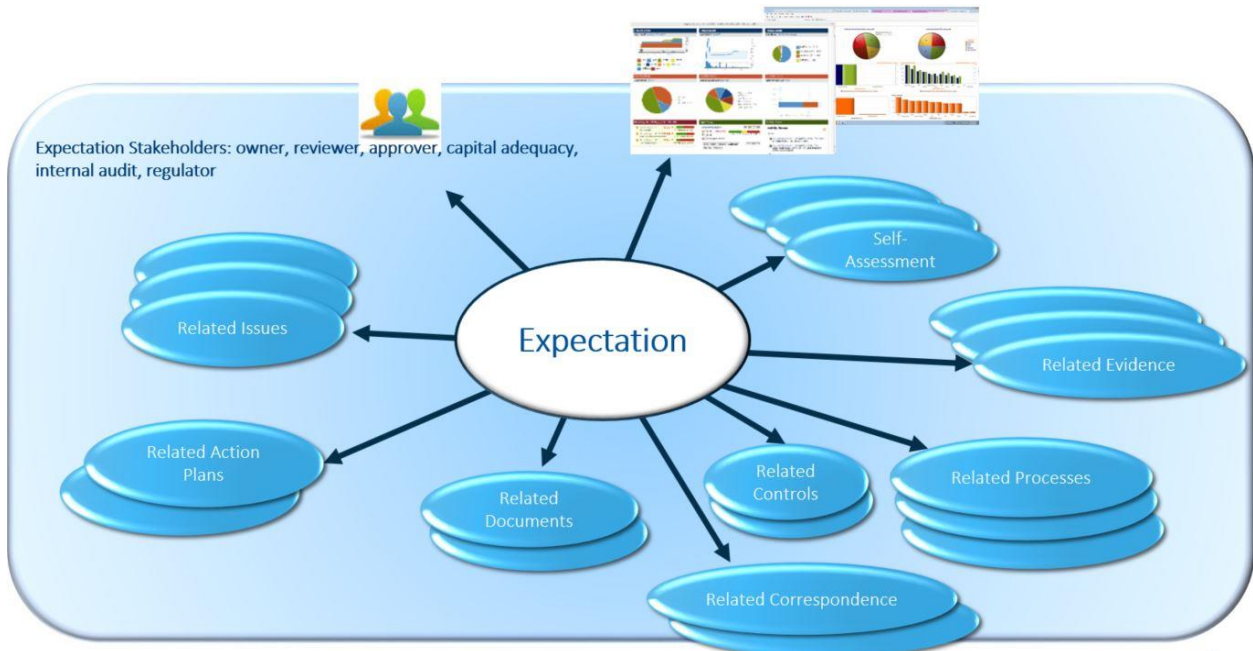 Expectation Stakeholders: owner, reviewer, approver, capital adequacy,
internal audit, regulator
Self-
Assessment
Related Issues
Expectation
Related Evidence
Related Action
Plans
Related
Documents
Related
Controls
Related Processes
Related Correspondence